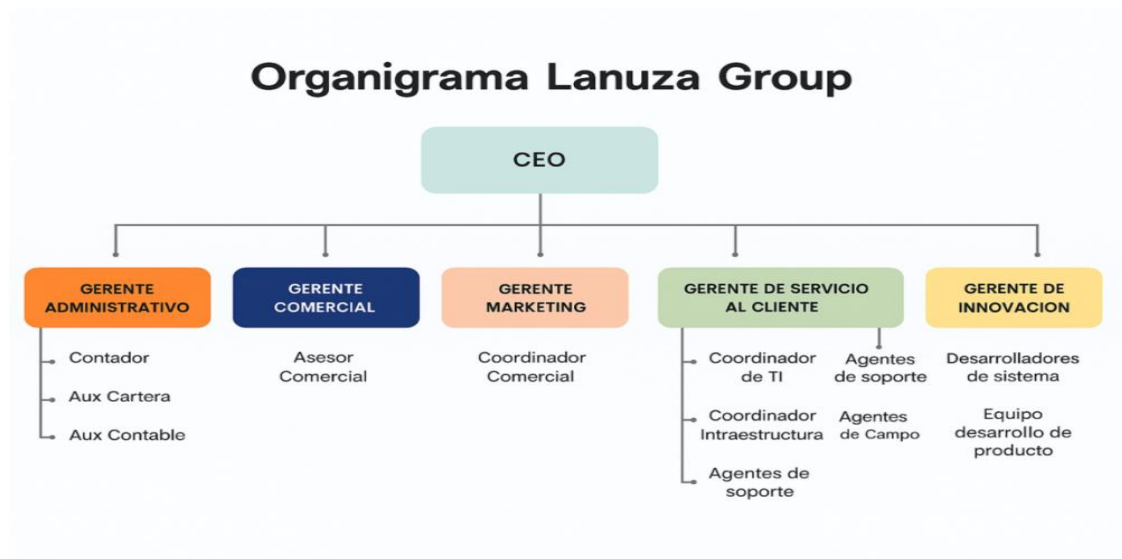 Organigrama Lanuza Group
CEO
GERENTE
ADMINISTRATIVO
Contador
Aux Cartera
Aux Contable
GERENTE
COMERCIAL
Asesor
Comercial
GERENTE
MARKETING
Coordinador
Comercial
GERENTE DE SERVICIO
AL CLIENTE
Coordinador
de TI
Coordinador
Intraestructura
Agentes de
soporte
Agentes
de soporte
Agentes
de Campo
GERENTE DE
INNOVACION
Desarrolladores
de sistema
Equipo
desarrollo de
producto